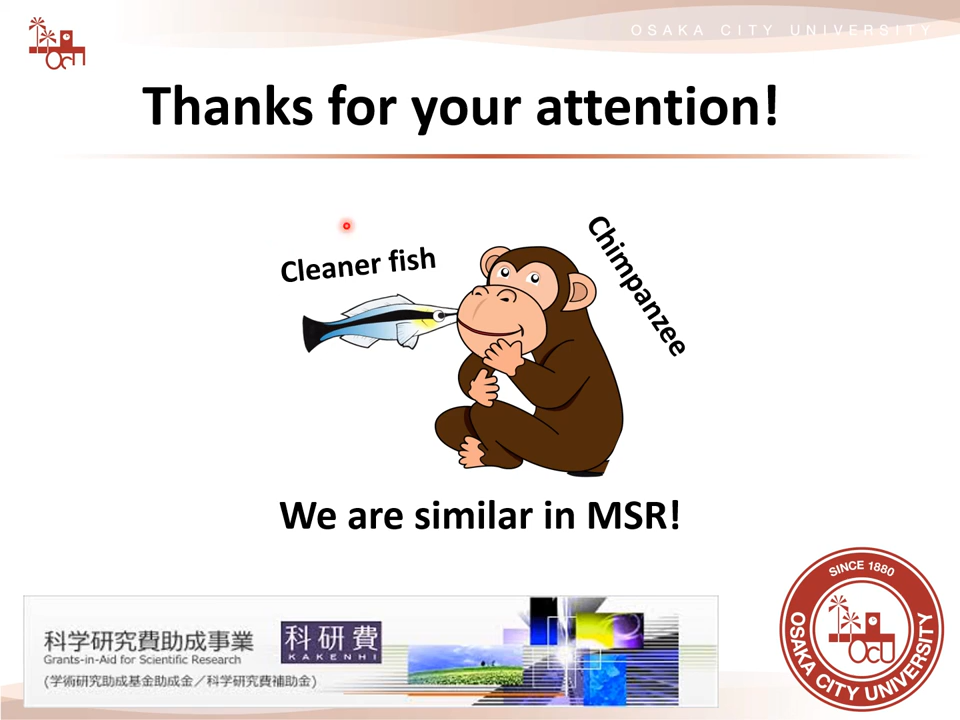 OSAKA CITY UNIVERSITY
OCU
Thanks for your attention!
Cleaner fish
Chimpanzee
We are similar in MSR!
科学研究費助成事業
Grants-in-Aid for Scientific Research
(学術研究助成基金助成金／科学研究費補助金)
科研費
KAKENHI
SINCE 1880
OCU
OSAKA CITY UNIVERSITY